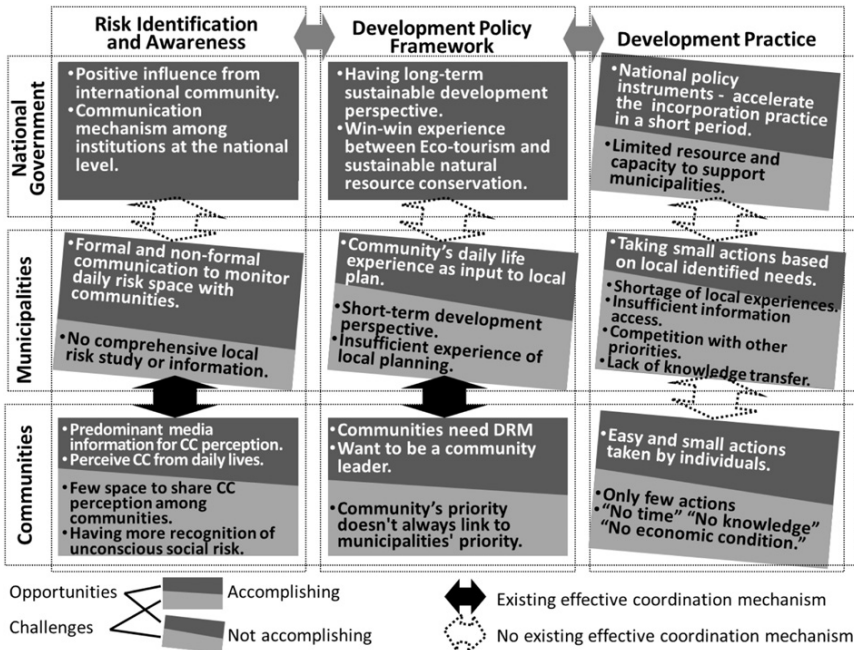 Risk Identification
and Awareness
Development Policy
Framework
Development Practice
National
Government
•Positive influence from
international community.
•Communication
mechanism among
institutions at the national
level.
•Having long-term
sustainable development
perspective.
•Win-win experience
between Eco-tourism and
sustainable natural
resource conservation.
•National policy
instruments - accelerate
the incorporation practice
in a short period.
•Limited resource and
capacity to support
municipalities.
Municipalities
•Formal and non-formal
communication to monitor
daily risk space with
communities.
•No comprehensive local
risk study or information.
•Community's daily life
experience as input to local
plan.
•Short-term development
perspective.
•Insufficient experience of
local planning.
•Taking small actions based
on local identified needs.
•Shortage of local experiences.
•Insufficient information
access.
•Competition with other
priorities.
•Lack of knowledge transfer.
Communities
•Predominant media
information for CC perception.
•Perceive CC from daily lives.
•Few space to share CC
perception among
communities.
•Having more recognition of
unconscious social risk.
•Communities need DRM
•Want to be a community
leader.
•Community's priority
doesn't always link to
municipalities' priority.
•Easy and small actions
taken by individuals.
•Only few actions
•"No time" "No knowledge"
"No economic condition."
Opportunities
Challenges
Accomplishing
Not accomplishing
Existing effective coordination mechanism
No existing effective coordination mechanism